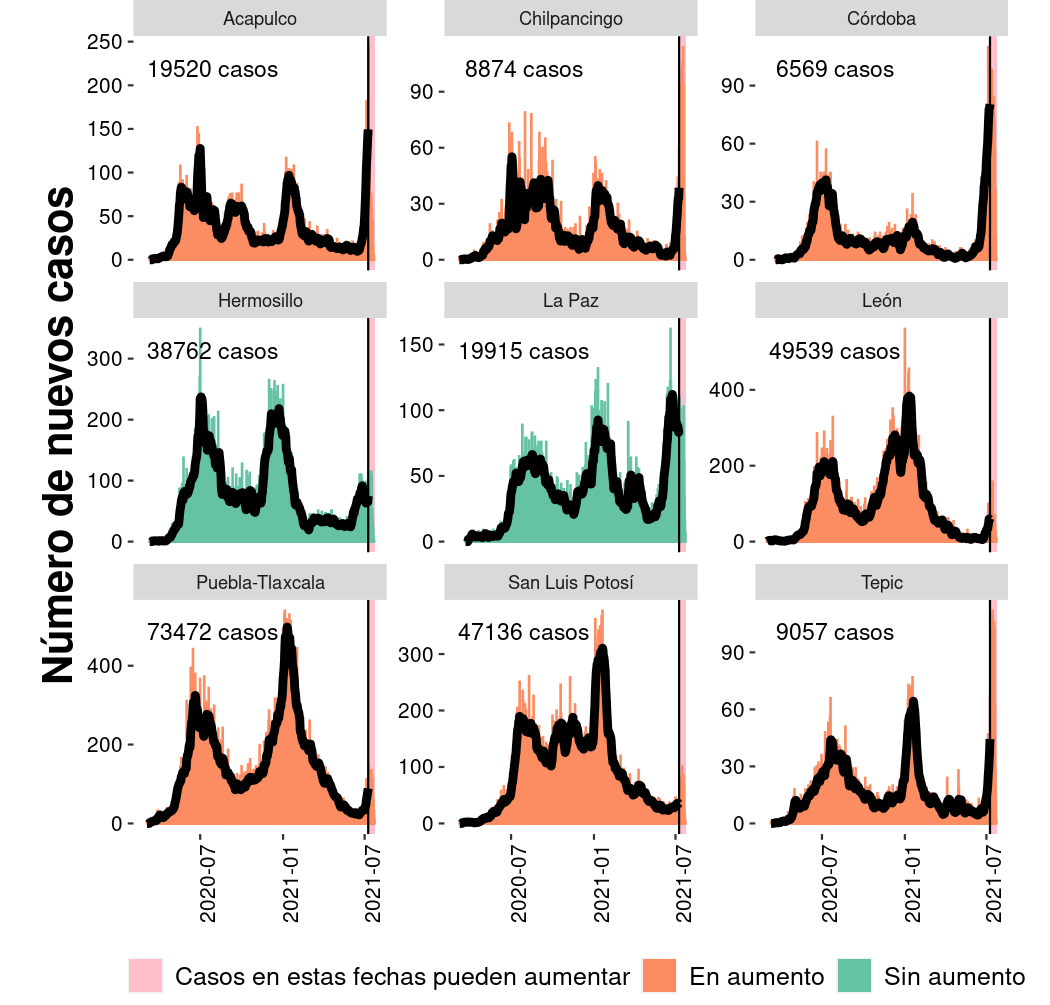 Número de nuevos casos
Acapulco
Chilpancingo
Córdoba
250
200
150
100
50
0
19520 casos
90
60
30
0
8874 casos
90
60
30
0
6569 casos
Hermosillo
La Paz
León
300
200
100
0
38762 casos
150
100
50
0
19915 casos
400
200
0
49539 casos
Puebla-Tlaxcala
San Luis Potosí
Tepic
400
200
0
73472 casos
300
200
100
0
47136 casos
90
60
30
0
9057 casos
2020-07
2021-01
2021-07
2020-07
2021-01
2021-07
2020-07
2021-01
2021-07
Casos en estas fechas pueden aumentar
En aumento
Sin aumento